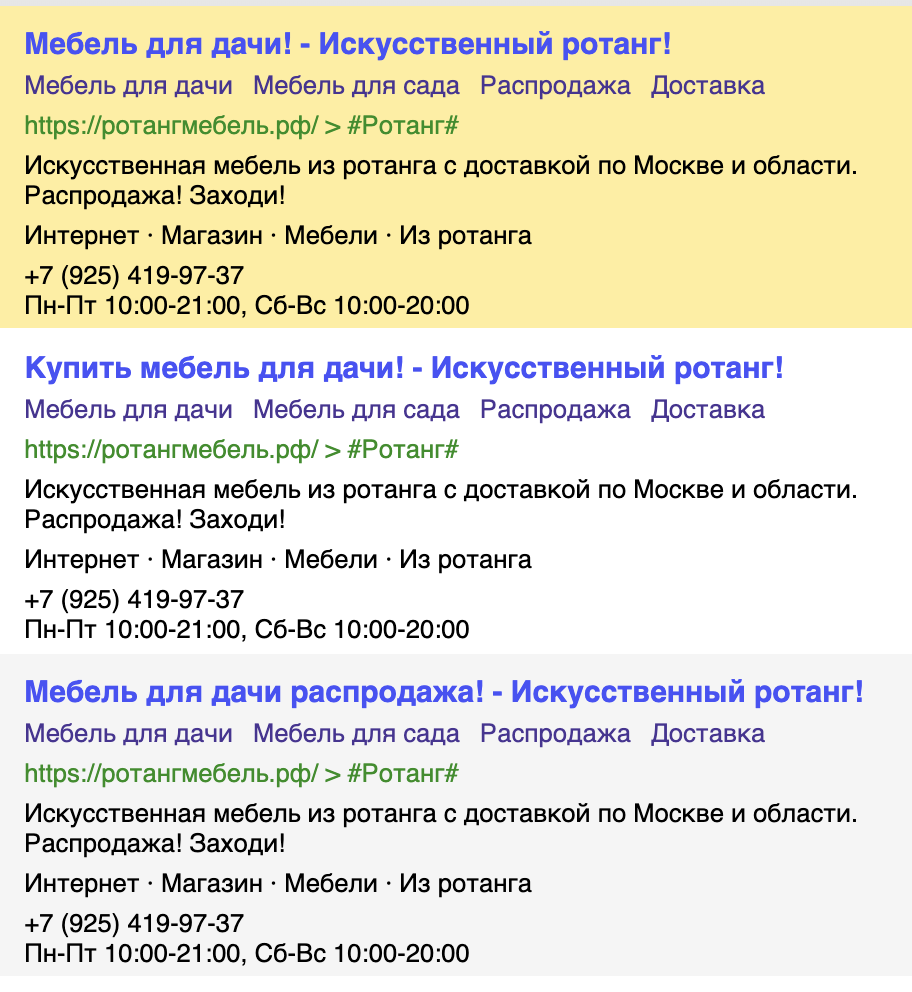 Мебель для дачи! - Искусственный ротанг!
Мебель для дачи Мебель для сада Распродажа Доставка
https://ротангмебель.рф/ > #Ротанг#
Искусственная мебель из ротанга с доставкой по Москве и области.
Распродажа! Заходи!
Интернет · Магазин · Мебели · Из ротанга
+7 (925) 419-97-37
Пн-Пт 10:00-21:00, Сб-Вс 10:00-20:00
Купить мебель для дачи! - Искусственный ротанг!
Мебель для дачи Мебель для сада Распродажа Доставка
https://ротангмебель.рф/ > #Ротанг#
Искусственная мебель из ротанга с доставкой по Москве и области.
Распродажа! Заходи!
Интернет · Магазин · Мебели · Из ротанга
+7 (925) 419-97-37
Пн-Пт 10:00-21:00, Сб-Вс 10:00-20:00
Мебель для дачи распродажа! - Искусственный ротанг!
Мебель для дачи Мебель для сада Распродажа Доставка
https://ротангмебель.рф/ > #Ротанг#
Искусственная мебель из ротанга с доставкой по Москве и области.
Распродажа! Заходи!
Интернет · Магазин · Мебели · Из ротанга
+7 (925) 419-97-37
Пн-Пт 10:00-21:00, Сб-Вс 10:00-20:00